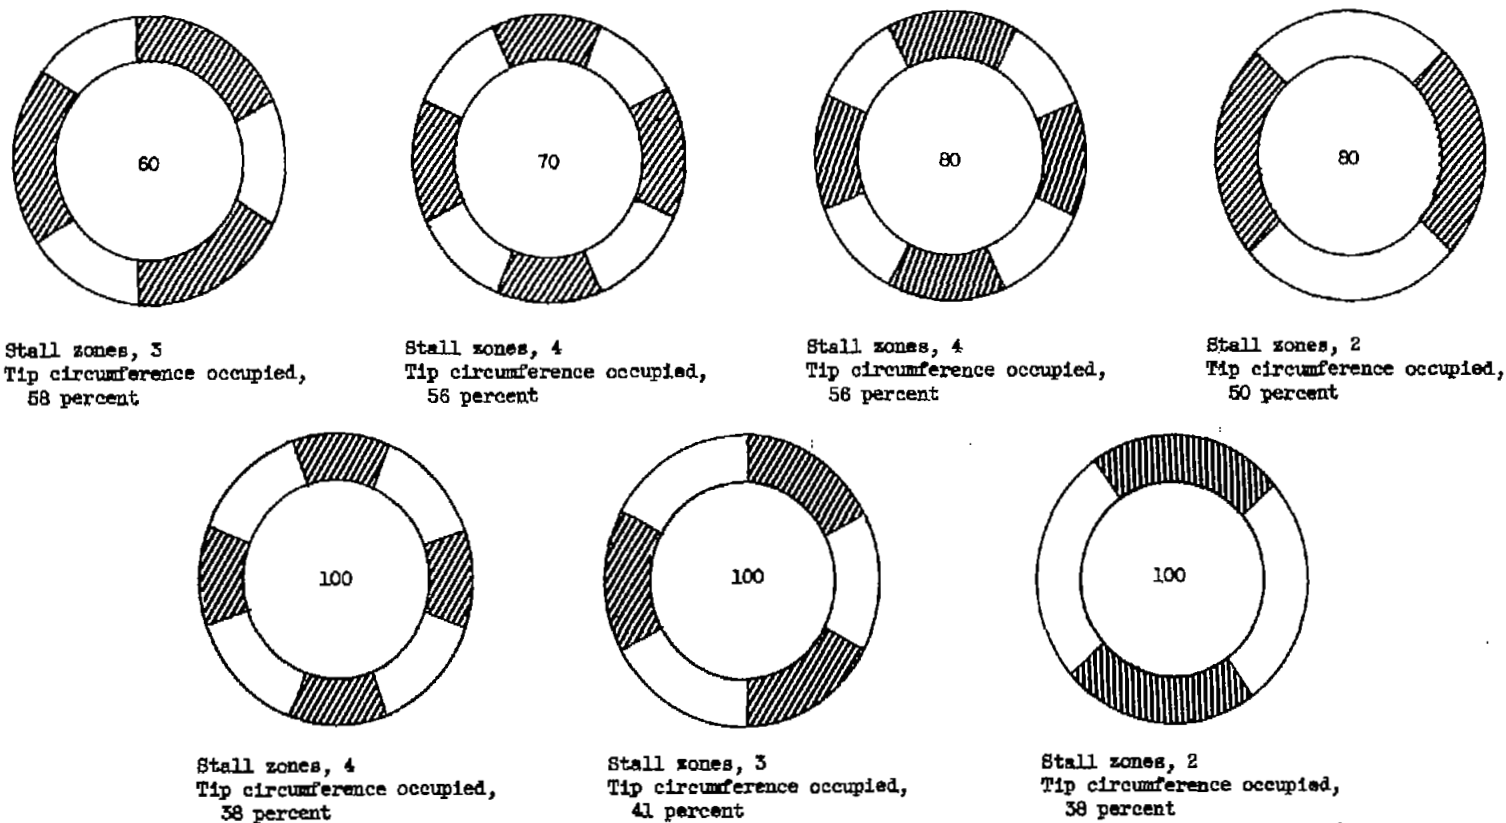 60
Stall zones, 3
Tip circumference occupied,
58 percent
70
Stall zones, 4
Tip circumference occupied,
56 percent
80
Stall zones, 4
Tip circumference occupied,
56 percent
80
Stall zones, 2
Tip circumference occupied,
50 percent
100
Stall zones, 4
Tip circumference occupied,
38 percent
100
Stall zones, 3
Tip circumference occupied,
41 percent
100
Stall zones, 2
Tip circumference occupied,
38 percent